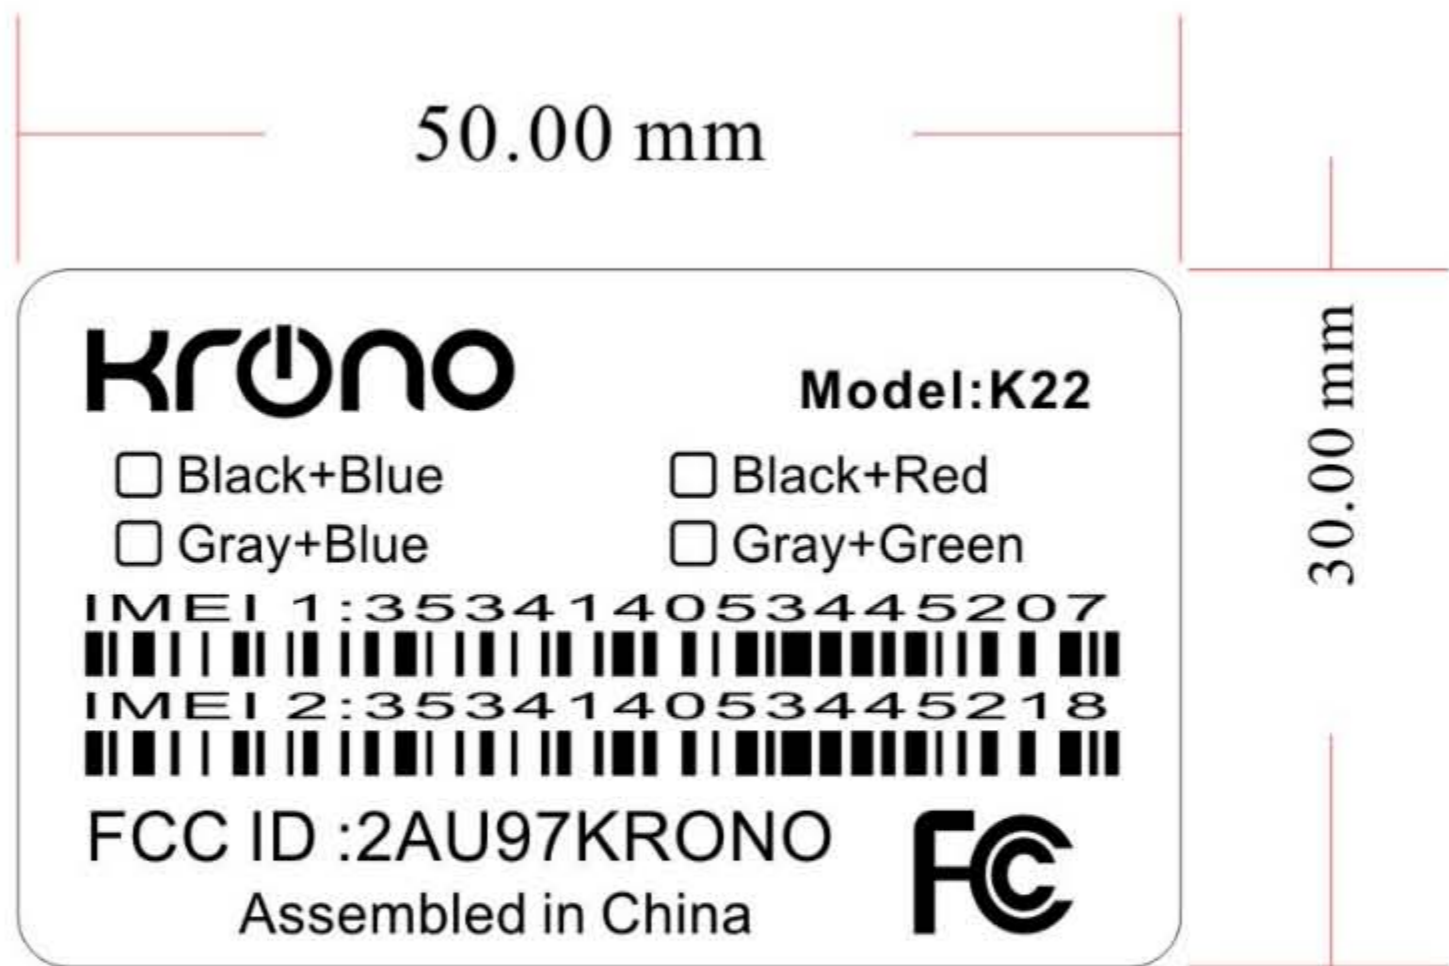 50.00 mm
30.00 mm
krono
Model:K22
Black+Blue
Black+Red
Gray+Blue
Gray+Green
IMEI 1:353414053445207
IMEI 2:353414053445218
FCC ID :2AU97KRONO
FC
Assembled in China